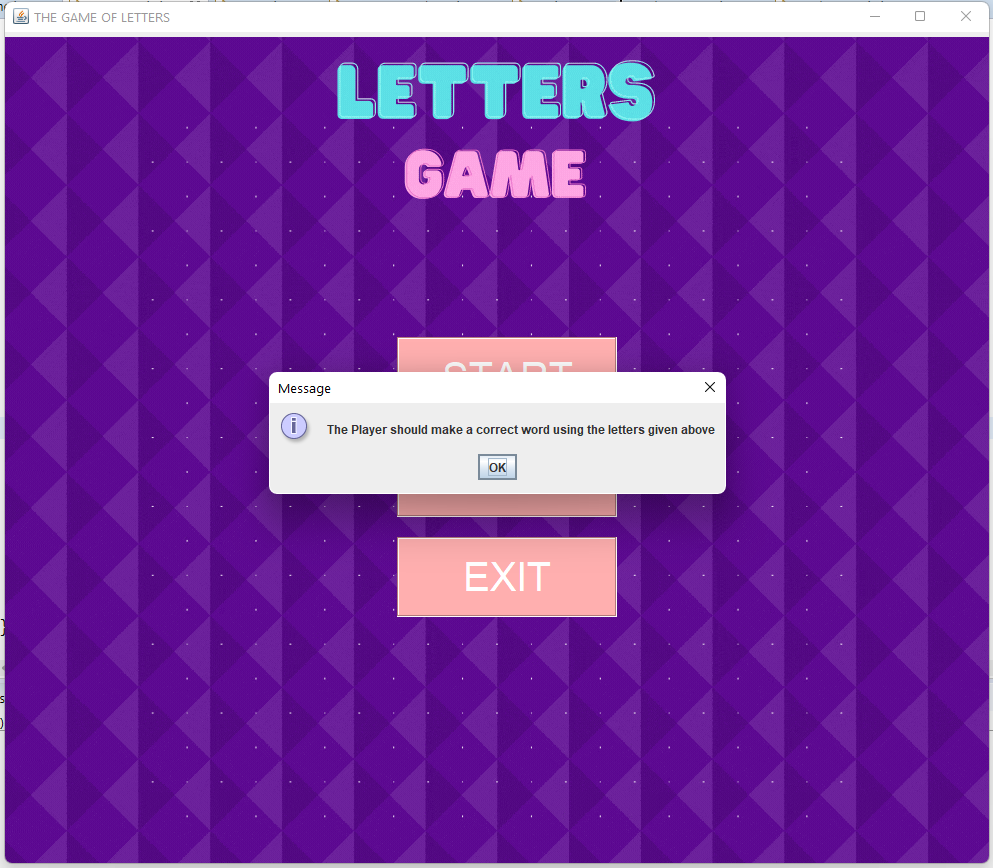 THE GAME OF LETTERS
LETTERS
GAME
START
Message
The Player should make a correct word using the letters given above
OK
EXIT